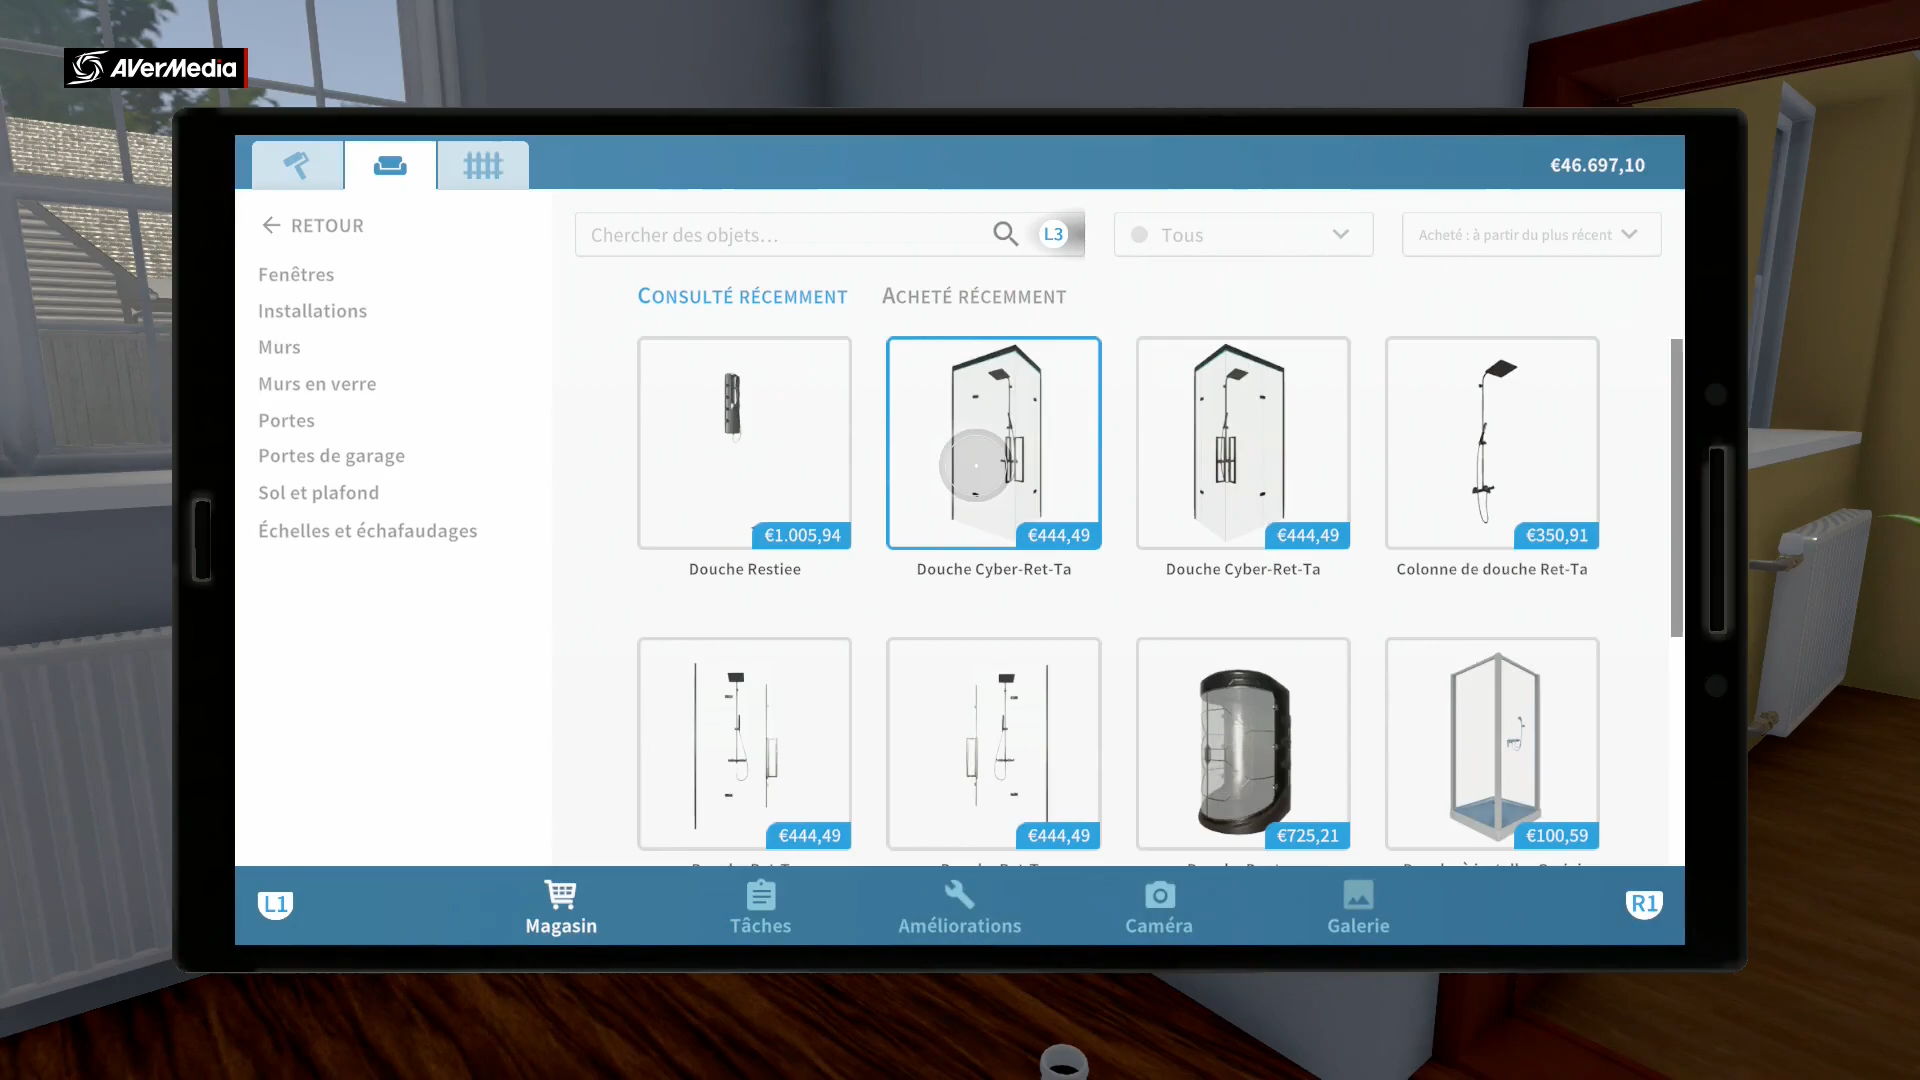 AVerMedia
€46.697,10
RETOUR
Chercher des objets…
L3
Tous
Acheté : à partir du plus récent
Fenêtres
Installations
Murs
Murs en verre
Portes
Portes de garage
Sol et plafond
Échelles et échafaudages
CONSULTÉ RÉCEMMENT
ACHETÉ RÉCEMMENT
€1.005,94
€444,49
€444,49
€350,91
Douche Restiee
Douche Cyber-Ret-Ta
Douche Cyber-Ret-Ta
Colonne de douche Ret-Ta
€444,49
€444,49
€725,21
€100,59
L1
Magasin
Tâches
Améliorations
Caméra
Galerie
R1